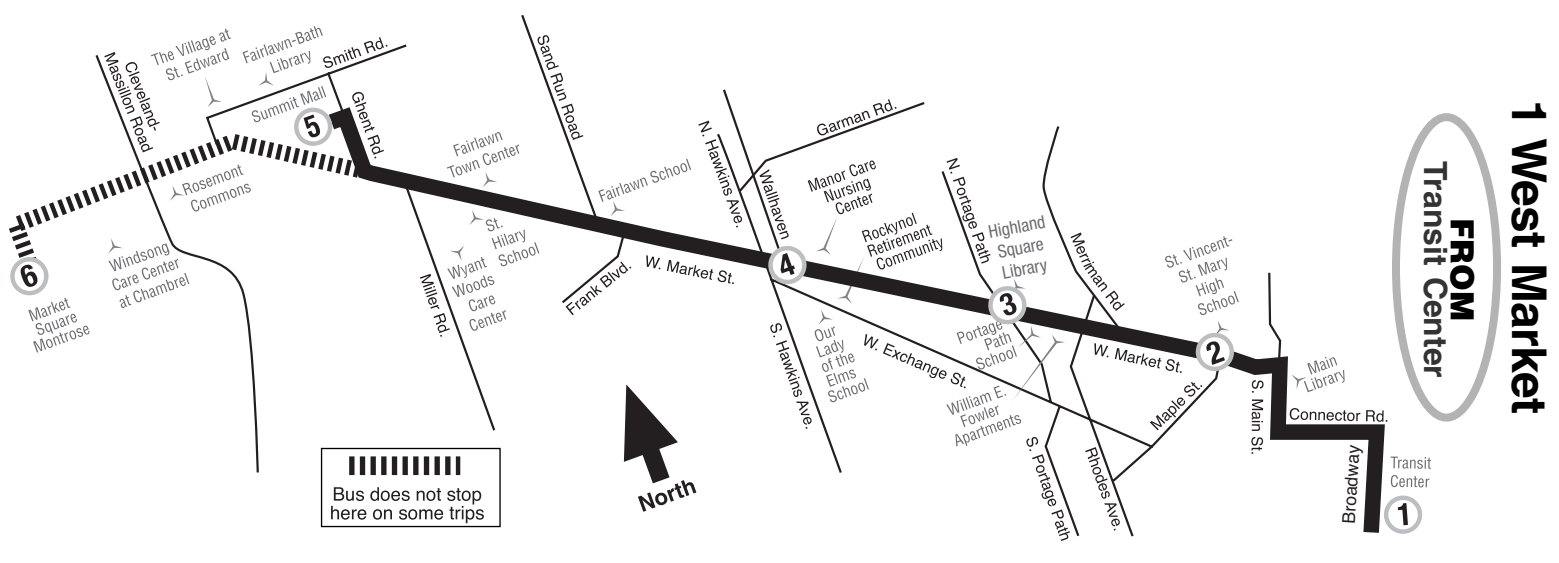 1 West Market
FROM
Transit Center
Cleveland-
Massillon Road
The Village at
St. Edward
Fairlawn-Bath
Library
Smith Rd.
Summit Mall
5
Ghent Rd.
Rosemont
Commons
6
Market
Square
Montrose
Windsong
Care Center
at Chambrel
Fairlawn
Town Center
St.
Hilary
School
Wyant
Woods
Care
Center
Miller Rd.
Sand Run Road
Fairlawn School
Frank Blvd.
W. Market St.
N. Hawkins Ave.
Wallhaven
Garman Rd.
4
Manor Care
Nursing
Center
Rockynol
Retirement
Community
S. Hawkins Ave.
Our
Lady
of the
Elms
School
W. Exchange St.
N. Portage Path
Highland
Square
Library
3
Portage
Path
School
William E.
Fowler
Apartments
S. Portage Path
Merriman Rd
W. Market St.
Rhodes Ave.
Maple St.
St. Vincent-
St. Mary
High
School
2
Main
Library
S. Main St.
Connector Rd.
Broadway
Transit
Center
1
Bus does not stop
here on some trips
North